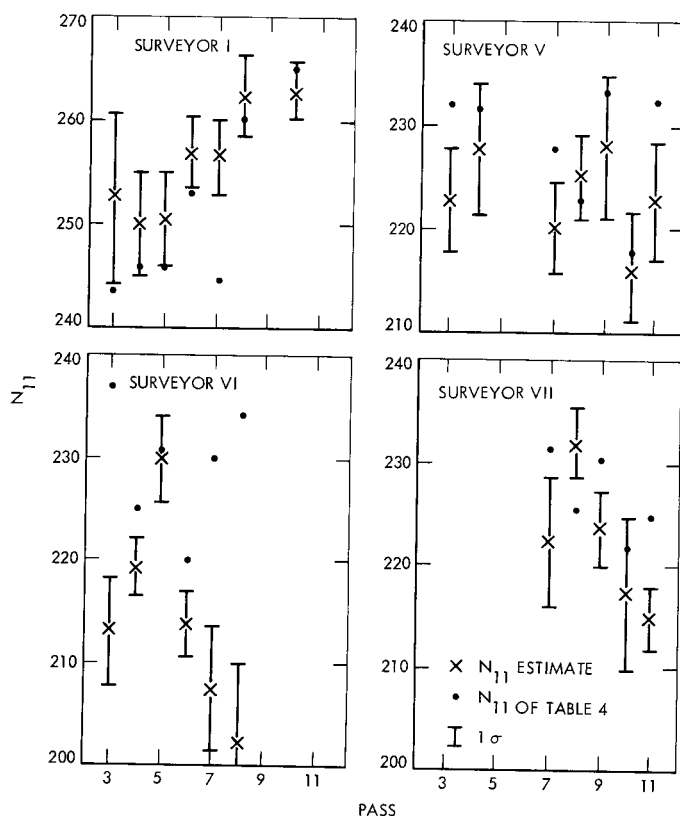 270
260
250
240
SURVEYOR I
240
230
220
210
SURVEYOR V
N11
240
230
220
210
200
SURVEYOR VI
3 5 7 9 11
240
230
220
210
200
SURVEYOR VII
× N11 ESTIMATE
• N11 OF TABLE 4
1 σ
3 5 7 9 11
PASS